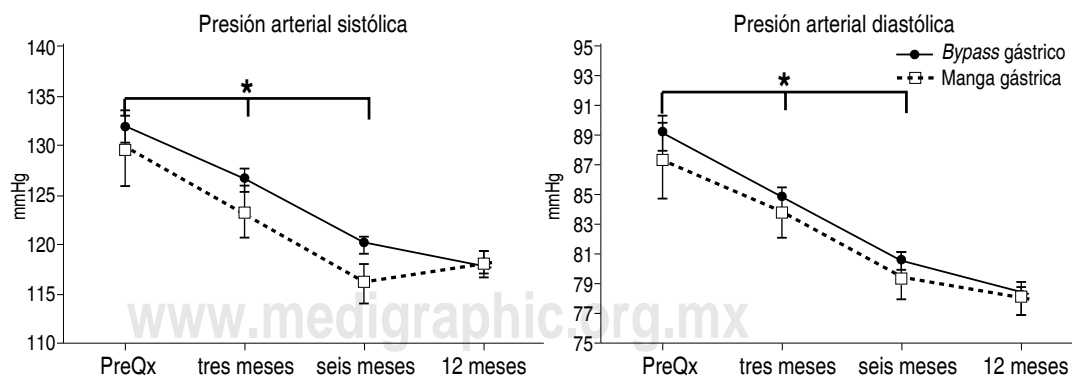 Presión arterial sistólica
140
135
130
125
120
115
110
mmHg
*
PreQx
tres meses
seis meses
12 meses
Presión arterial diastólica
95
93
91
89
87
85
83
81
79
77
75
mmHg
*
Bypass gástrico
Manga gástrica
PreQx
tres meses
seis meses
12 meses
www.medigraphic.org.mx